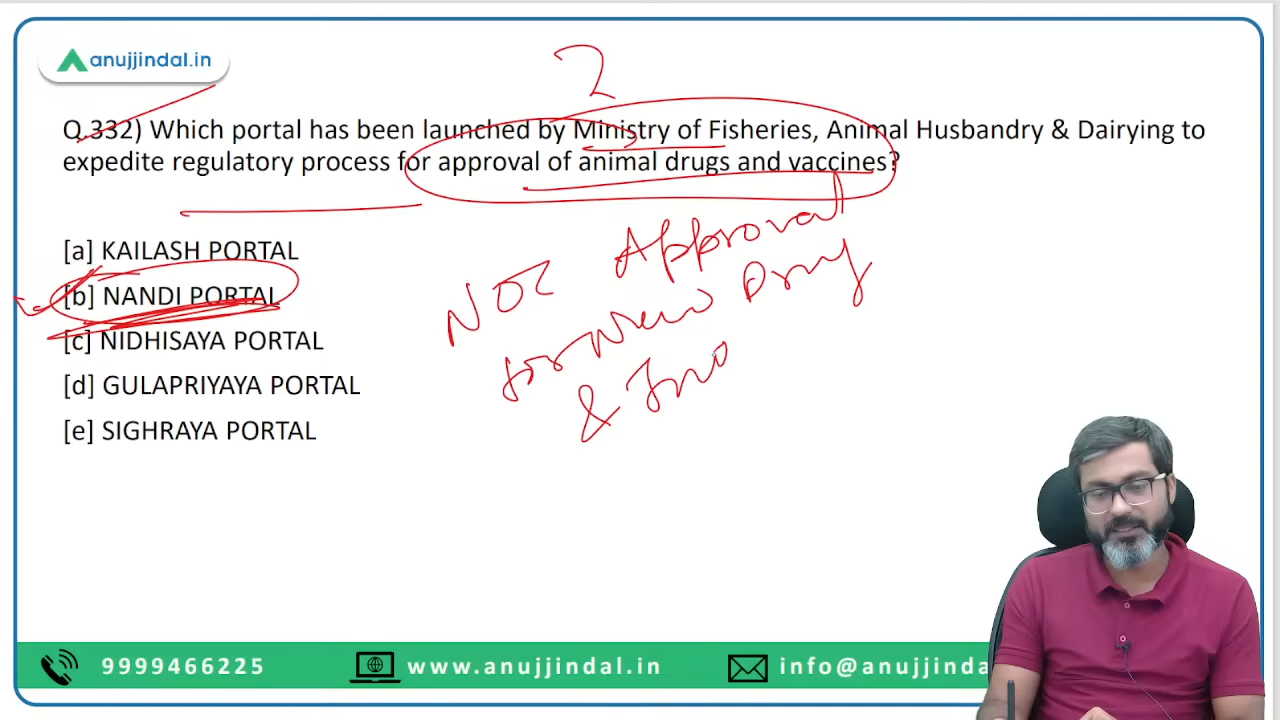 anujjindal.in
2
Q.332) Which portal has been launched by Ministry of Fisheries, Animal Husbandry & Dairying to
expedite regulatory process for approval of animal drugs and vaccines?
[a] KAILASH PORTAL
[b] NANDI PORTAL
[c] NIDHISAYA PORTAL
[d] GULAPRIYAYA PORTAL
[e] SIGHRAYA PORTAL
NOC Approval
for New Drug
&
9999466225
www.anujjindal.in
info@anujjinda